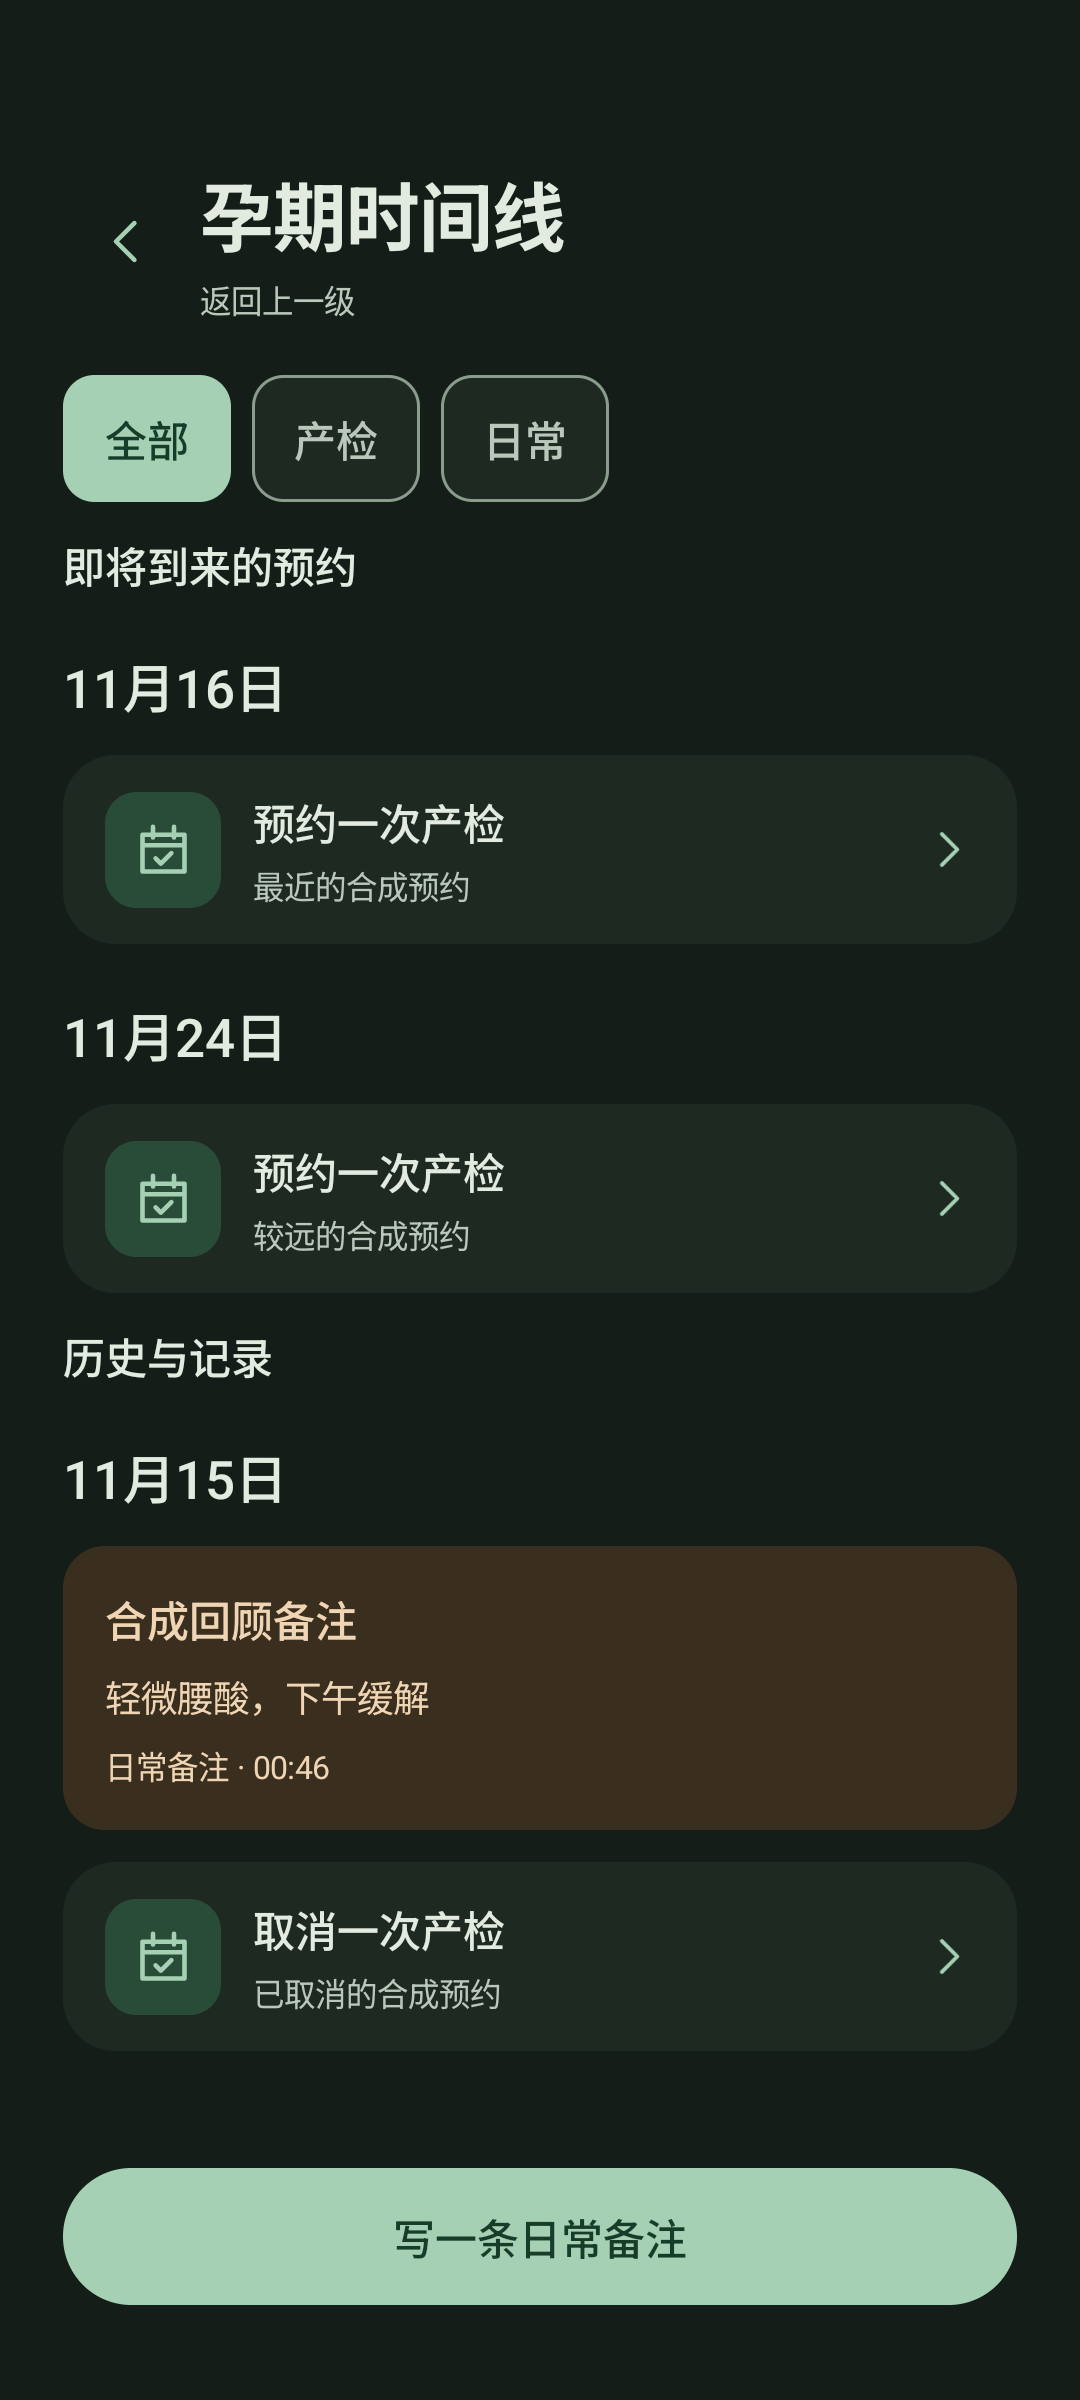 孕期时间线
返回上一级
全部
产检
日常
即将到来的预约
11月16日
预约一次产检
最近的合成预约
11月24日
预约一次产检
较远的合成预约
历史与记录
11月15日
合成回顾备注
轻微腰酸，下午缓解
日常备注 · 00:46
取消一次产检
已取消的合成预约
写一条日常备注